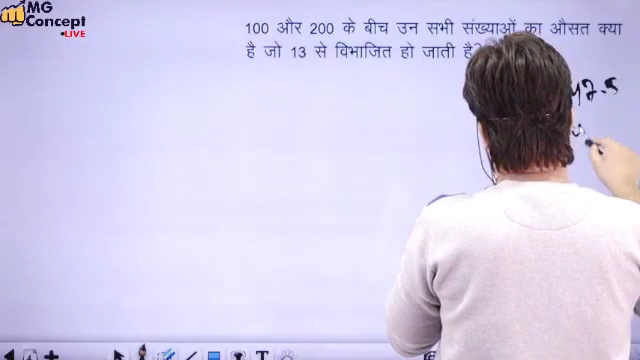 MG
Concept
LIVE
100 और 200 के बीच उन सभी संख्याओं का औसत क्या
है जो 13 से विभाजित हो जाती है?
T